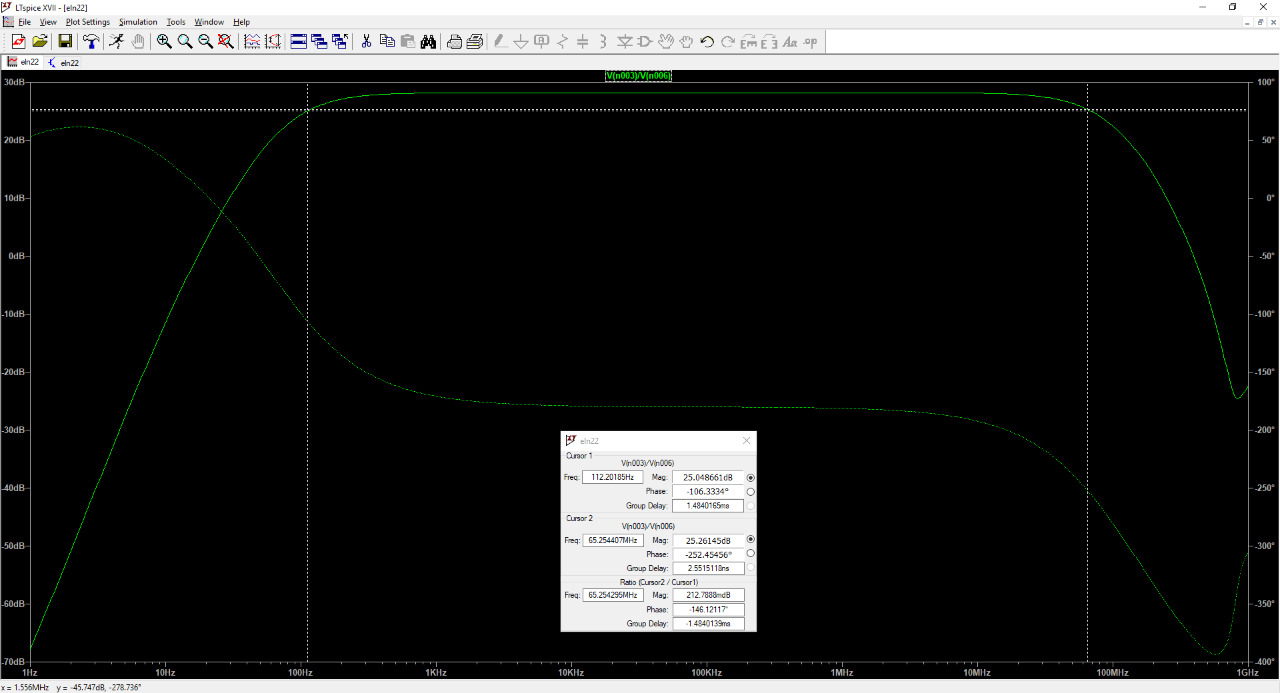 LTspice XVII - [eln22]
File View Plot Settings Simulation Tools Window Help
eln22 eln22
V(n003)/V(n006)
30dB 100°
20dB 50°
10dB 0°
0dB -50°
-10dB -100°
-20dB -150°
-30dB -200°
-40dB -250°
-50dB -300°
-60dB -350°
-70dB -400°
1Hz 10Hz 100Hz 1KHz 10KHz 100KHz 1MHz 10MHz 100MHz 1GHz
eln22
Cursor 1
V(n003)/V(n006)
Freq: 112.20185Hz Mag: 25.048661dB
Phase: -106.3334°
Group Delay: 1.4840165ms
Cursor 2
V(n003)/V(n006)
Freq: 65.254407MHz Mag: 25.26145dB
Phase: -252.45456°
Group Delay: 2.5515118ns
Ratio (Cursor2 / Cursor1)
Freq: 65.254295MHz Mag: 212.7888mdB
Phase: -146.12117°
Group Delay: -1.4840139ms
x = 1.556MHz y = -45.747dB, -278.736°